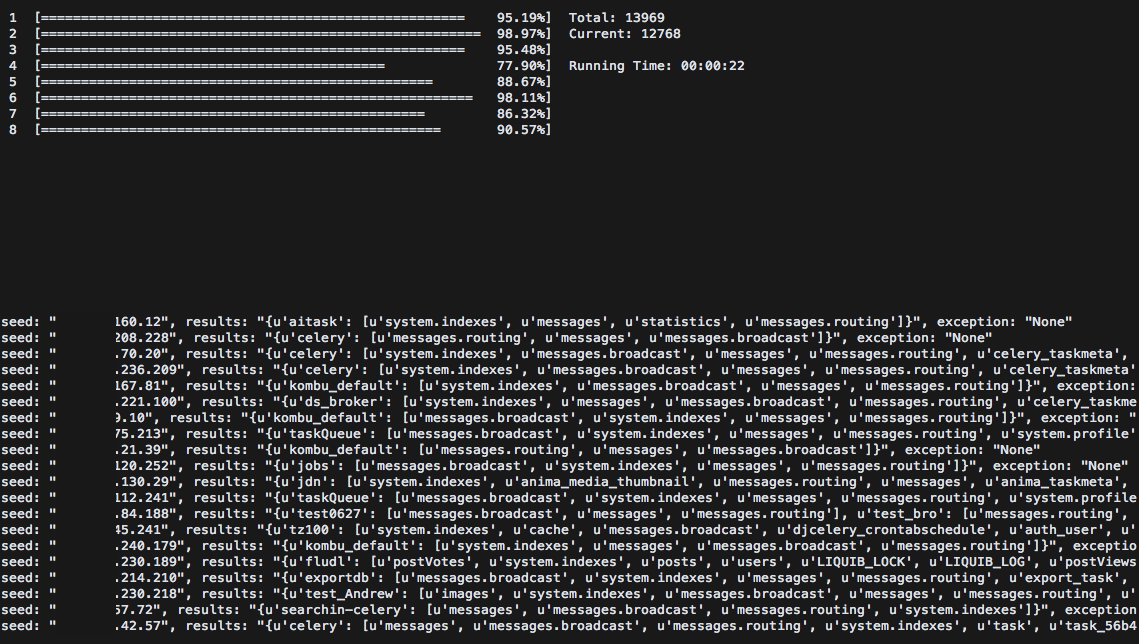 1 [===================================================== 95.19%] Total: 13969
2 [======================================================= 98.97%] Current: 12768
3 [===================================================== 95.48%]
4 [=========================================== 77.90%] Running Time: 00:00:22
5 [================================================= 88.67%]
6 [====================================================== 98.11%]
7 [================================================ 86.32%]
8 [================================================== 90.57%]
seed: " 160.12", results: "{u'aitask': [u'system.indexes', u'messages', u'statistics', u'messages.routing']}", exception: "None"
seed: " 208.228", results: "{u'celery': [u'messages.routing', u'messages', u'messages.broadcast']}", exception: "None"
seed: " .70.20", results: "{u'celery': [u'system.indexes', u'messages.broadcast', u'messages', u'messages.routing', u'celery_taskmeta',
seed: " .236.209", results: "{u'celery': [u'system.indexes', u'messages.broadcast', u'messages', u'messages.routing', u'celery_taskmeta'
seed: " 167.81", results: "{u'kombu_default': [u'system.indexes', u'messages.broadcast', u'messages', u'messages.routing']}", exception:
seed: " .221.100", results: "{u'ds_broker': [u'system.indexes', u'messages', u'messages.broadcast', u'messages.routing', u'celery_taskme
seed: " 9.10", results: "{u'kombu_default': [u'messages.broadcast', u'system.indexes', u'messages', u'messages.routing']}", exception: "
seed: " 75.213", results: "{u'taskQueue': [u'messages.broadcast', u'system.indexes', u'messages', u'messages.routing', u'system.profile'
seed: " .21.39", results: "{u'kombu_default': [u'messages.routing', u'messages', u'messages.broadcast']}", exception: "None"
seed: " 120.252", results: "{u'jobs': [u'messages.broadcast', u'system.indexes', u'messages', u'messages.routing']}", exception: "None"
seed: " .130.29", results: "{u'jdn': [u'system.indexes', u'anima_media_thumbnail', u'messages.routing', u'messages', u'anima_taskmeta',
seed: " 112.241", results: "{u'taskQueue': [u'messages.broadcast', u'system.indexes', u'messages', u'messages.routing', u'system.profile
seed: " .84.188", results: "{u'test0627': [u'messages.broadcast', u'messages', u'messages.routing'], u'test_bro': [u'messages.routing',
seed: " 45.241", results: "{u'tz100': [u'system.indexes', u'cache', u'messages.broadcast', u'djcelery_crontabschedule', u'auth_user', u'
seed: " .240.179", results: "{u'kombu_default': [u'system.indexes', u'messages', u'messages.broadcast', u'messages.routing']}", exceptio
seed: " .230.189", results: "{u'fludl': [u'postVotes', u'system.indexes', u'posts', u'users', u'LIQUIB_LOCK', u'LIQUIB_LOG', u'postViews
seed: " .214.210", results: "{u'exportdb': [u'messages.broadcast', u'system.indexes', u'messages', u'messages.routing', u'export_task',
seed: " .230.218", results: "{u'test_Andrew': [u'images', u'system.indexes', u'messages.broadcast', u'messages.routing', u'messages', u'
seed: " 57.72", results: "{u'searchin-celery': [u'messages', u'messages.broadcast', u'messages.routing', u'system.indexes']}", exception
seed: " .42.57", results: "{u'celery': [u'messages', u'messages.broadcast', u'messages.routing', u'system.indexes', u'task', u'task_56b4